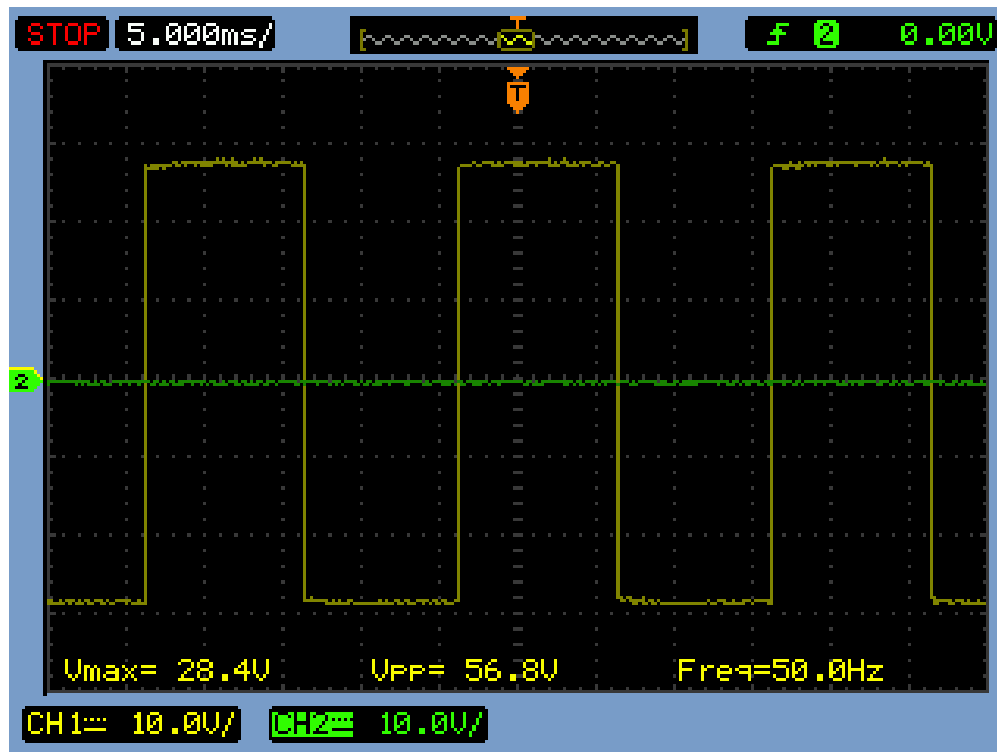 STOP 5.000ms/ T 2 0.00V
T
2
Vmax= 28.4V VPP= 56.8V Freq=50.0Hz
CH1 10.0V/ CH2 10.0V/